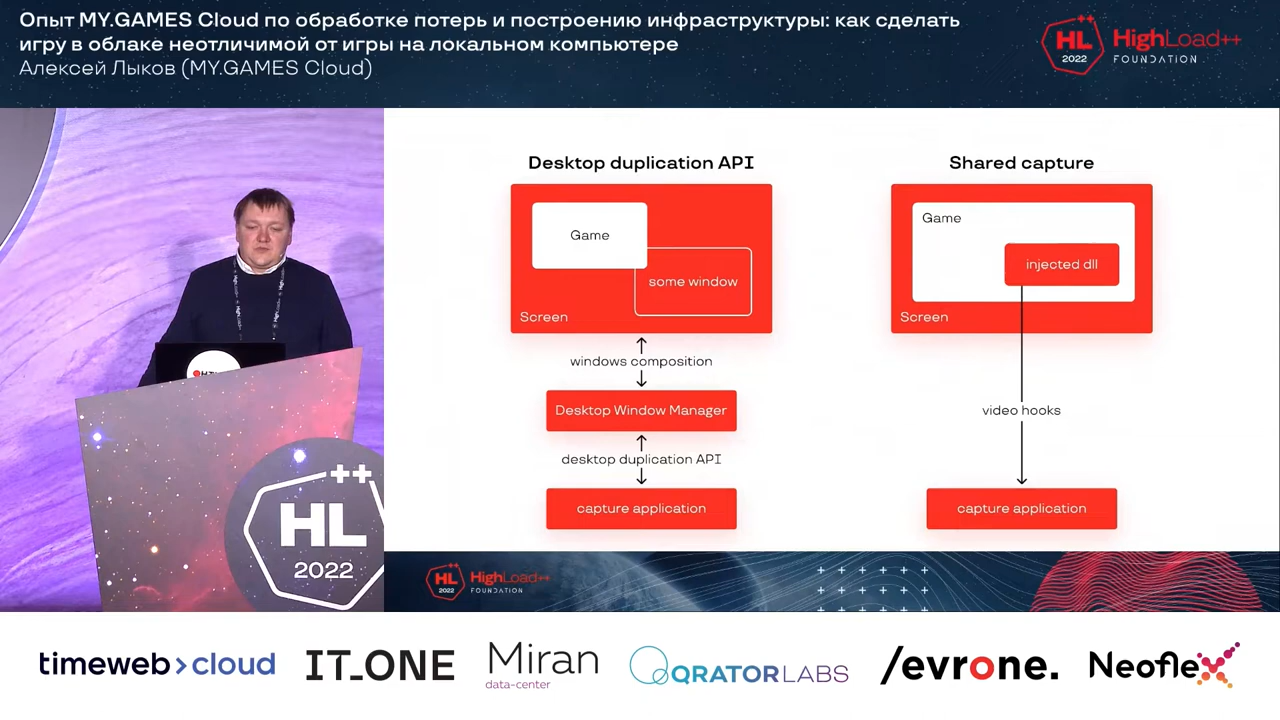 Опыт MY.GAMES Cloud по обработке потерь и построению инфраструктуры: как сделать
игру в облаке неотличимой от игры на локальном компьютере
Алексей Лыков (MY.GAMES Cloud)
HL
2022
HighLoad++
FOUNDATION
Desktop duplication API
Game
some window
Screen
windows composition
Desktop Window Manager
desktop duplication API
capture application
Shared capture
Game
injected dll
Screen
video hooks
capture application
++
HL
2022
HL
2022
HighLoad++
FOUNDATION
timeweb>cloud
IT_ONE
Miran
data-center
QRATORLABS
/evrone.
Neoflex